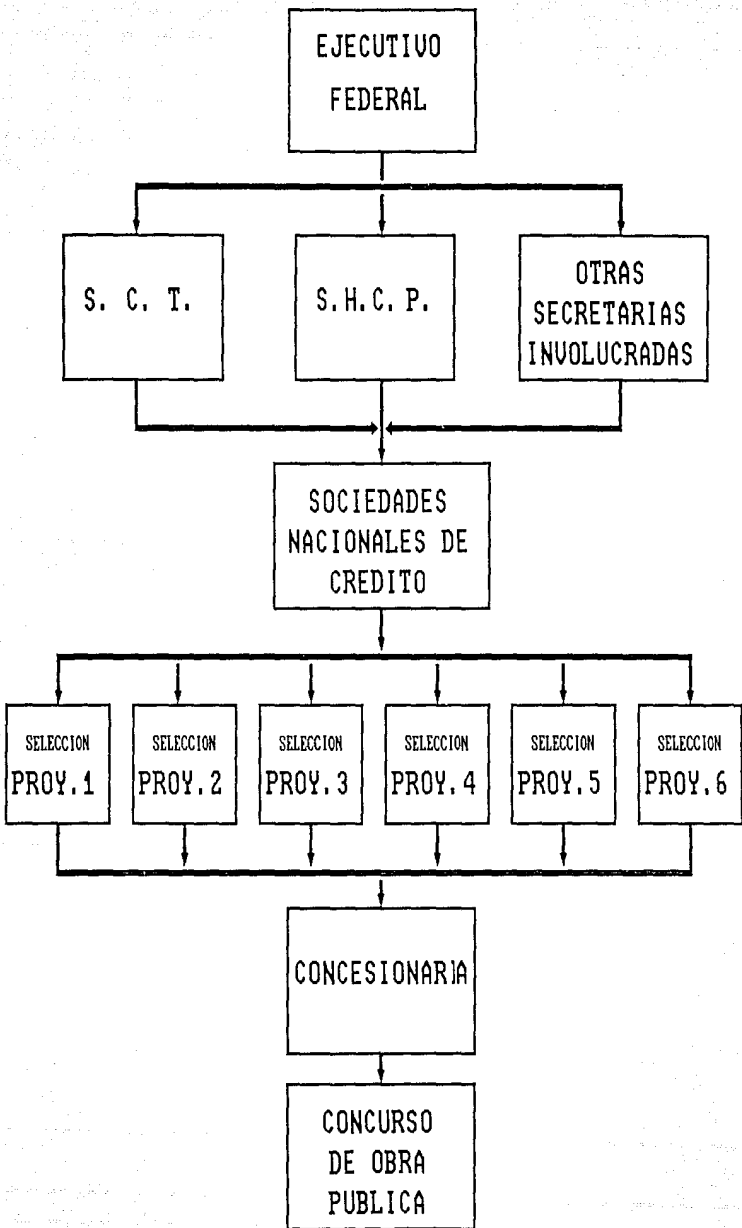 EJECUTIVO
FEDERAL
S. C. T.
S.H.C.P.
OTRAS
SECRETARIAS
INVOLUCRADAS
SOCIEDADES
NACIONALES DE
CREDITO
SELECCION
PROY.1
SELECCION
PROY.2
SELECCION
PROY.3
SELECCION
PROY.4
SELECCION
PROY.5
SELECCION
PROY.6
CONCESIONARIA
CONCURSO
DE OBRA
PUBLICA